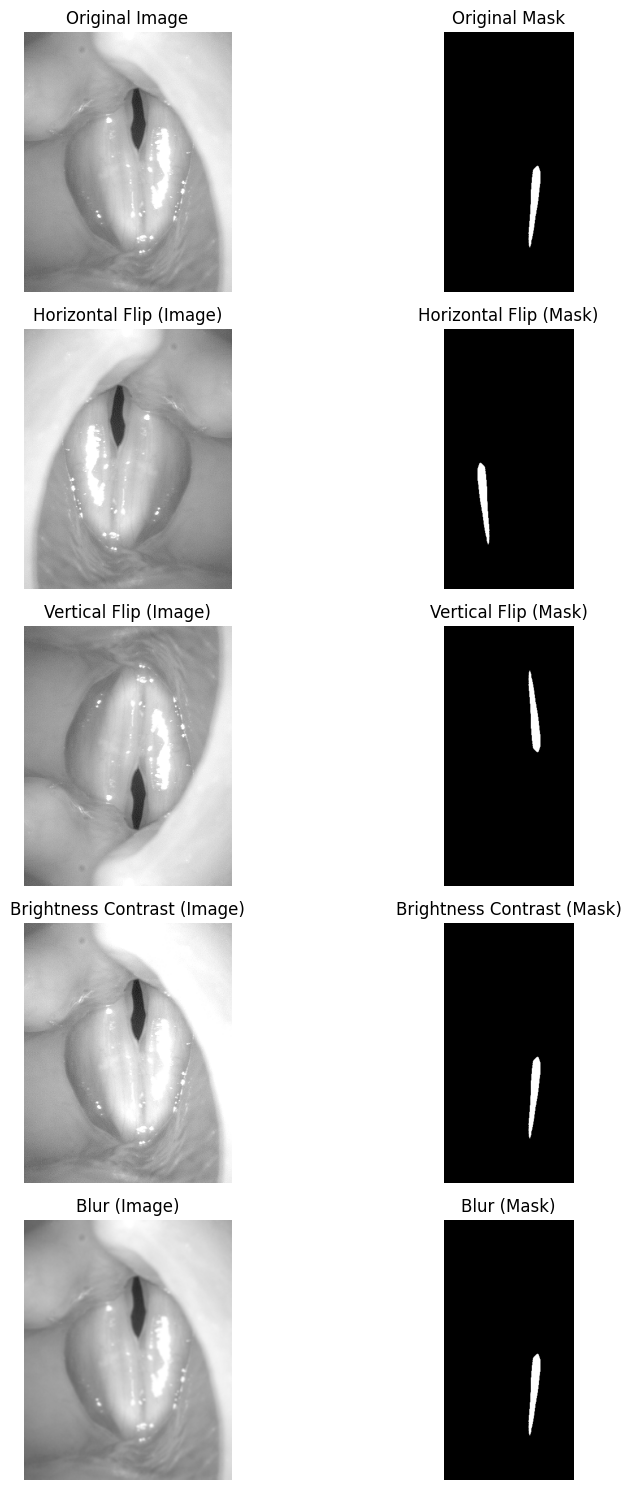 Original Image
Original Mask
Horizontal Flip (Image)
Horizontal Flip (Mask)
Vertical Flip (Image)
Vertical Flip (Mask)
Brightness Contrast (Image)
Brightness Contrast (Mask)
Blur (Image)
Blur (Mask)